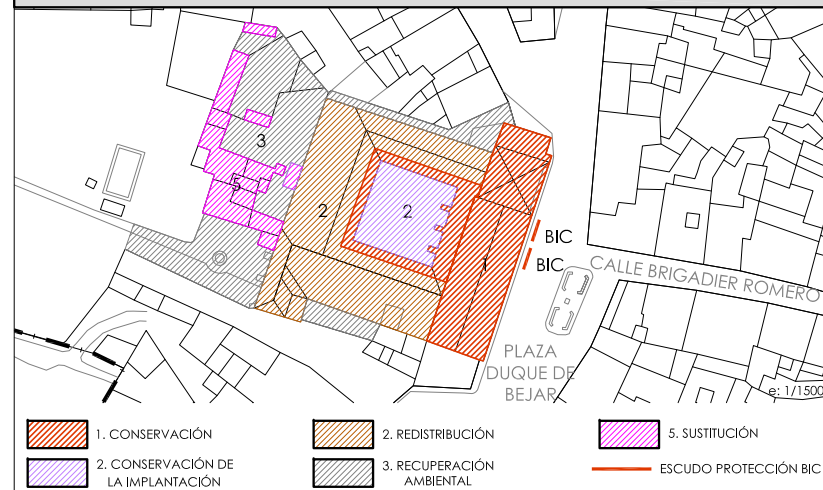 3
5
2
2
1
BIC
BIC
CALLE BRIGADIER ROMERO
PLAZA
DUQUE DE
BEJAR
e: 1/1500
1. CONSERVACIÓN
2. REDISTRIBUCIÓN
5. SUSTITUCIÓN
2. CONSERVACIÓN DE
LA IMPLANTACIÓN
3. RECUPERACIÓN
AMBIENTAL
ESCUDO PROTECCIÓN BIC